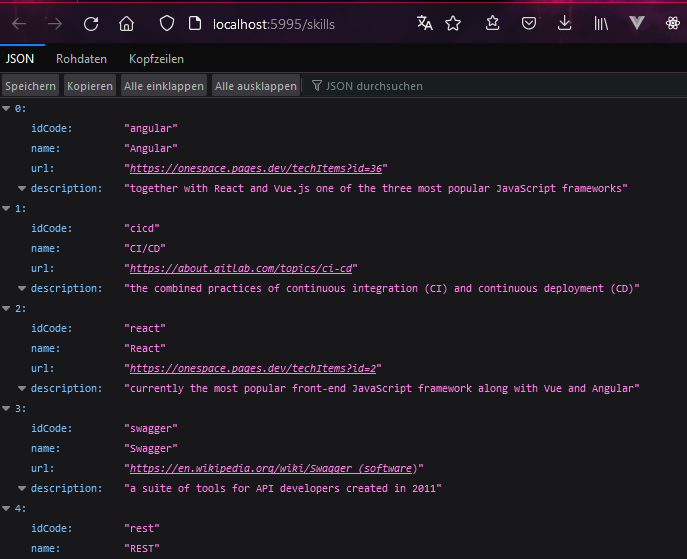 localhost:5995/skills
JSON Rohdaten Kopfzeilen
Speichern Kopieren Alle einklappen Alle ausklappen JSON durchsuchen
0:
idCode: "angular"
name: "Angular"
url: "https://onespace.pages.dev/techItems?id=36"
description: "together with React and Vue.js one of the three most popular JavaScript frameworks"
1:
idCode: "cicd"
name: "CI/CD"
url: "https://about.gitlab.com/topics/ci-cd"
description: "the combined practices of continuous integration (CI) and continuous deployment (CD)"
2:
idCode: "react"
name: "React"
url: "https://onespace.pages.dev/techItems?id=2"
description: "currently the most popular front-end JavaScript framework along with Vue and Angular"
3:
idCode: "swagger"
name: "Swagger"
url: "https://en.wikipedia.org/wiki/Swagger_(software)"
description: "a suite of tools for API developers created in 2011"
4:
idCode: "rest"
name: "REST"